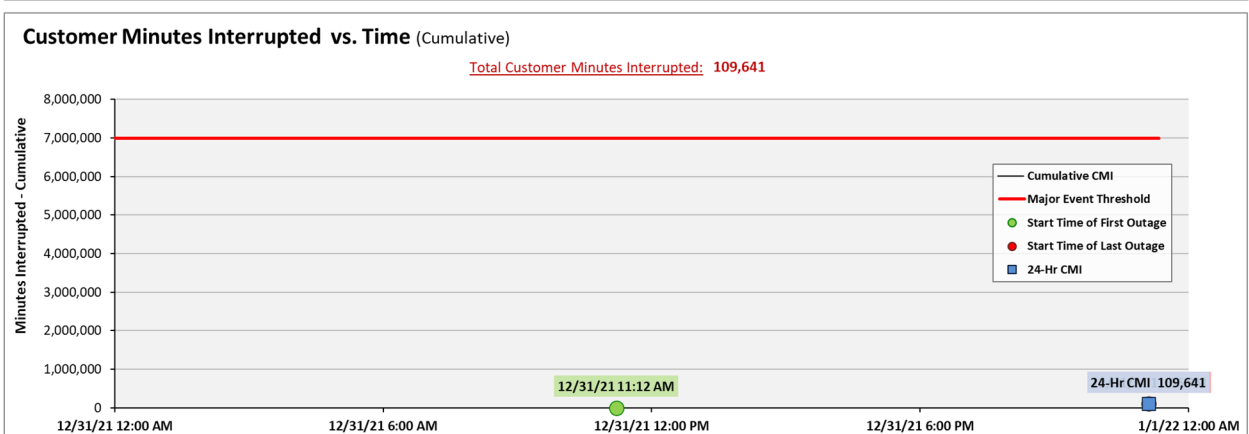 Customer Minutes Interrupted vs. Time (Cumulative)
Total Customer Minutes Interrupted: 109,641
Minutes Interrupted - Cumulative
8,000,000
7,000,000
6,000,000
5,000,000
4,000,000
3,000,000
2,000,000
1,000,000
0
Cumulative CMI
Major Event Threshold
Start Time of First Outage
Start Time of Last Outage
24-Hr CMI
12/31/21 11:12 AM
24-Hr CMI 109,641
12/31/21 12:00 AM
12/31/21 6:00 AM
12/31/21 12:00 PM
12/31/21 6:00 PM
1/1/22 12:00 AM